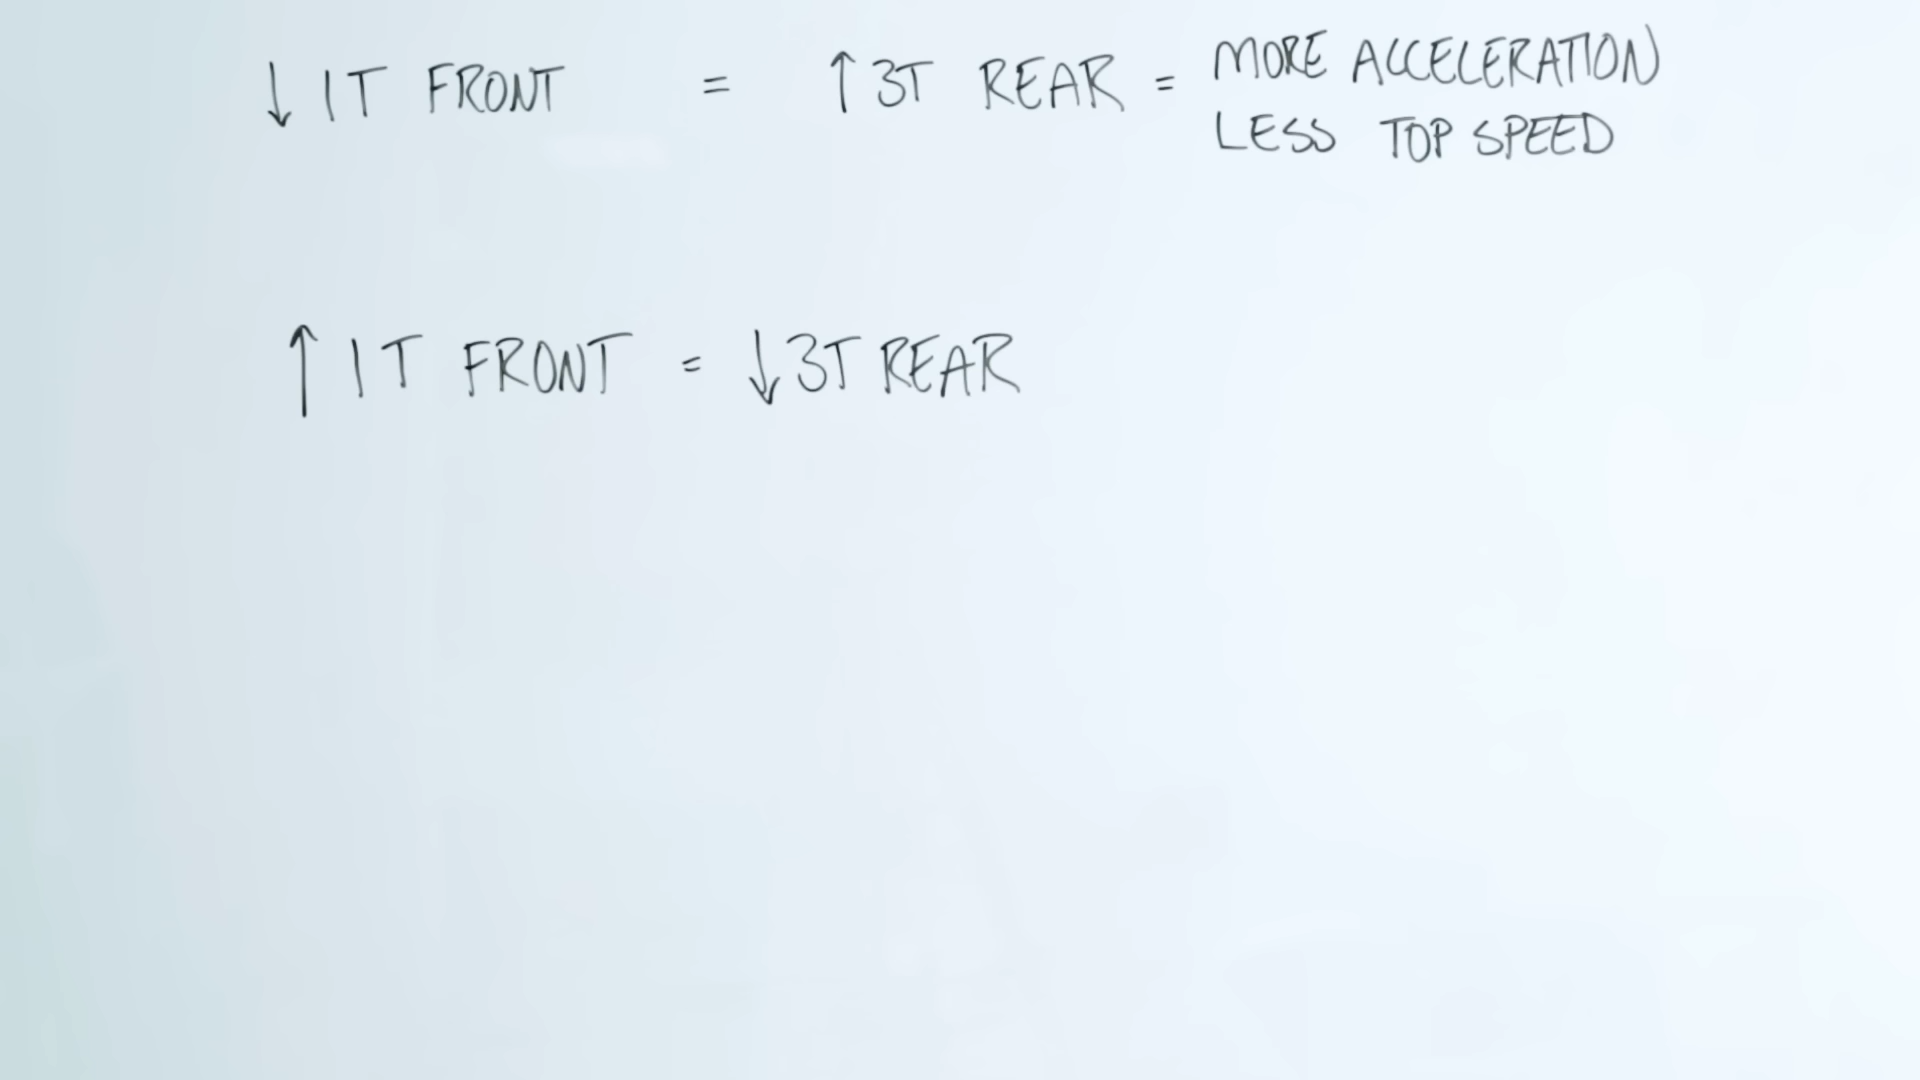 ↓ 1T FRONT = ↑ 3T REAR = MORE ACCELERATION
LESS TOP SPEED
↑ 1T FRONT = ↓ 3T REAR